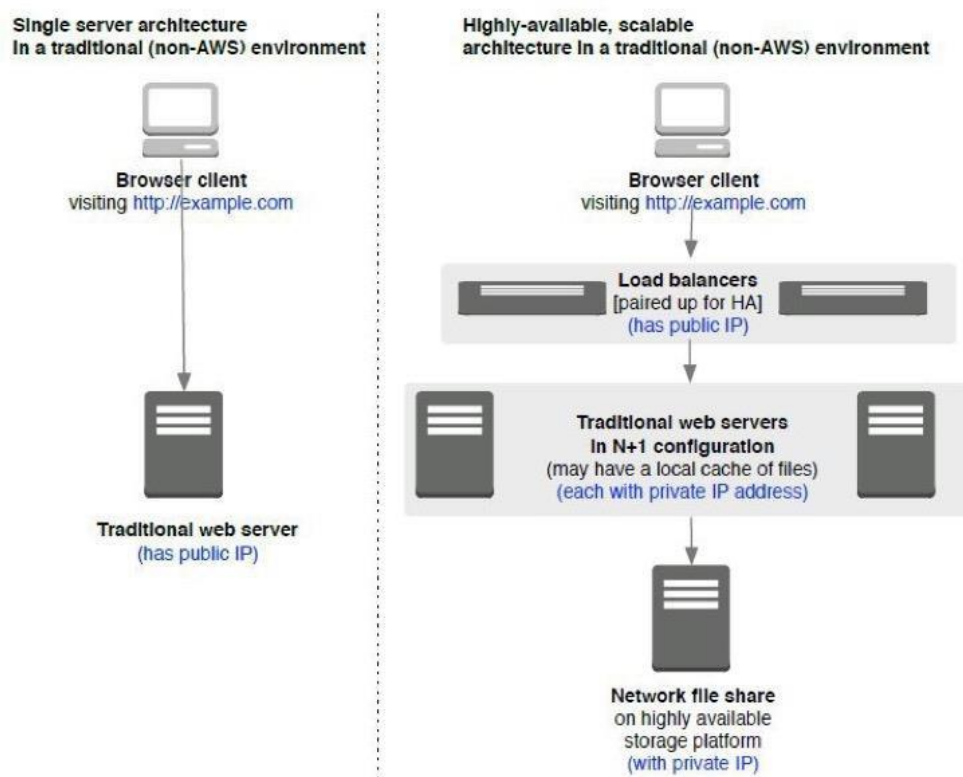 Single server architecture
in a traditional (non-AWS) environment
Browser client
visiting http://example.com
Traditional web server
(has public IP)
Highly-available, scalable
architecture in a traditional (non-AWS) environment
Browser client
visiting http://example.com
Load balancers
[paired up for HA]
(has public IP)
Traditional web servers
in N+1 configuration
(may have a local cache of files)
(each with private IP address)
Network file share
on highly available
storage platform
(with private IP)